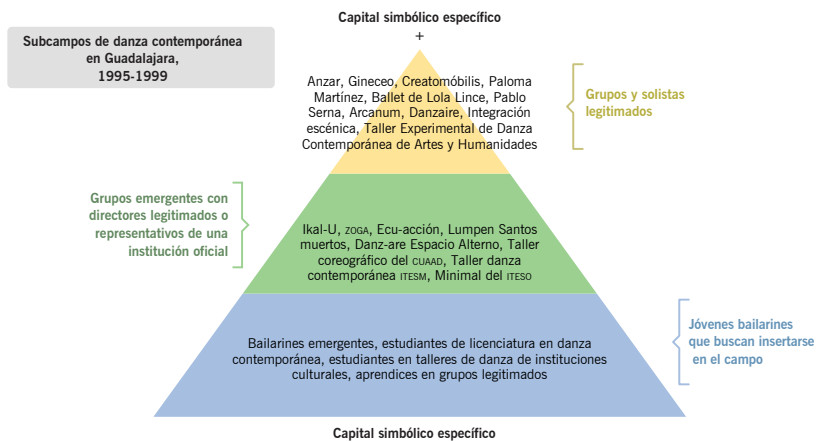 Capital simbólico específico
+
Subcampos de danza contemporánea
en Guadalajara,
1995-1999
Anzar, Gineceo, Creatomóbilis, Paloma
Martínez, Ballet de Lola Lince, Pablo
Serna, Arcanum, Danzaire, Integración
escénica, Taller Experimental de Danza
Contemporánea de Artes y Humanidades
Grupos y solistas
legitimados
Grupos emergentes con
directores legitimados o
representativos de una
institución oficial
Ikal-U, ZOGA, Ecu-acción, Lumpen Santos
muertos, Danz-are Espacio Alterno, Taller
coreográfico del CUAAD, Taller danza
contemporánea ITESM, Minimal del ITESO
Bailarines emergentes, estudiantes de licenciatura en danza
contemporánea, estudiantes en talleres de danza de instituciones
culturales, aprendices en grupos legitimados
Jóvenes bailarines
que buscan insertarse
en el campo
Capital simbólico específico